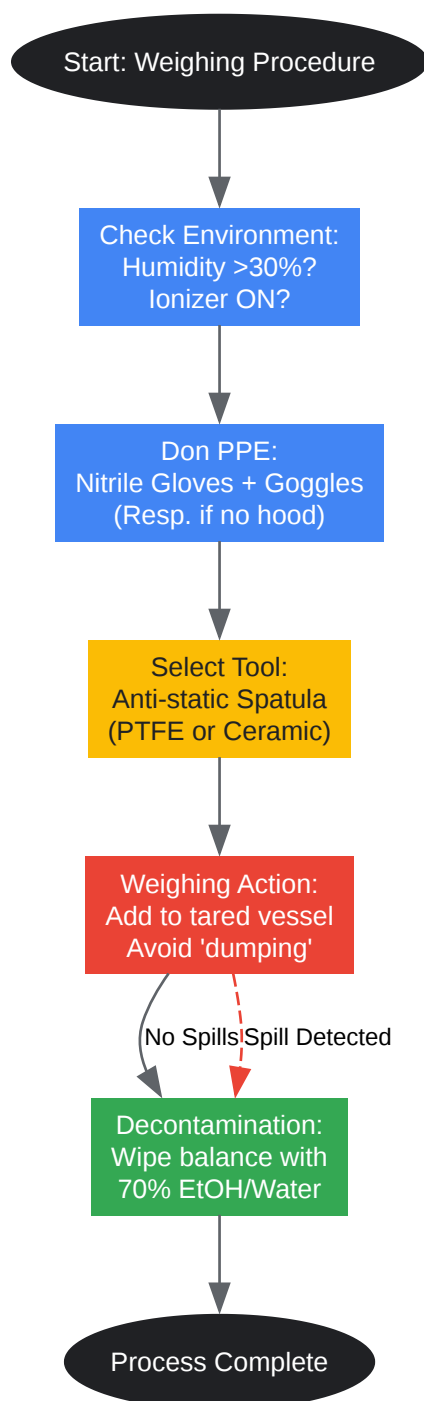 Start: Weighing Procedure
Check Environment:
Humidity >30%?
Ionizer ON?
Don PPE:
Nitrile Gloves + Goggles
(Resp. if no hood)
Select Tool:
Anti-static Spatula
(PTFE or Ceramic)
Weighing Action:
Add to tared vessel
Avoid 'dumping'
No Spills
Spill Detected
Decontamination:
Wipe balance with
70% EtOH/Water
Process Complete